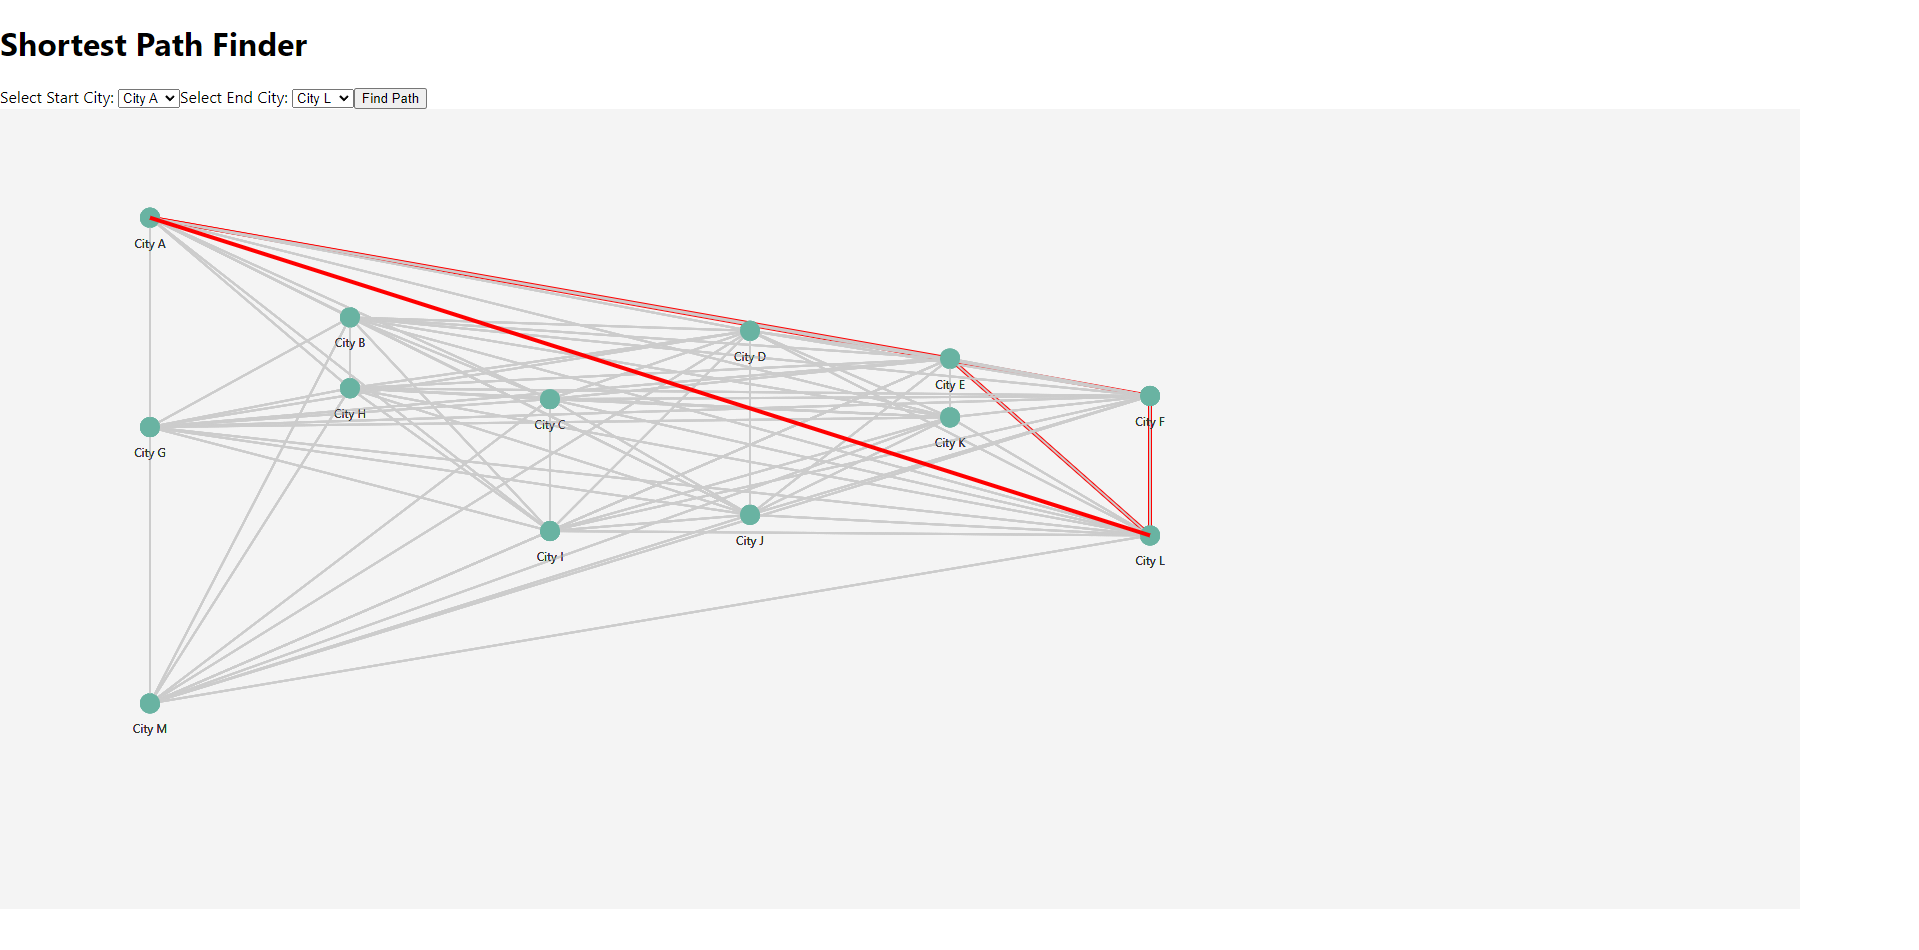 Shortest Path Finder
Select Start City: City A Select End City: City L Find Path
City A
City B
City D
City E
City H
City C
City F
City K
City G
City J
City I
City L
City M